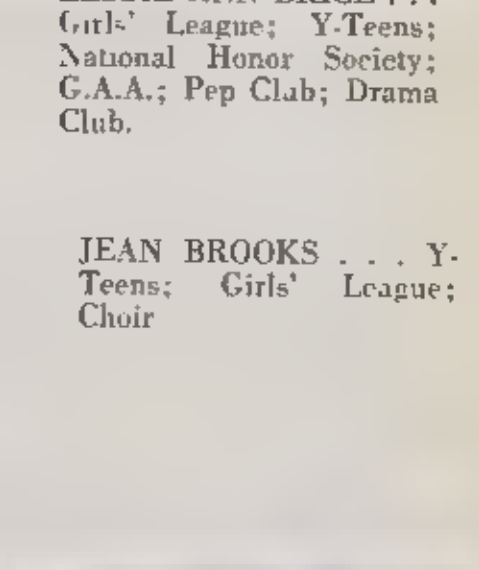 Girls' League; Y-Teens;
National Honor Society;
G.A.A.; Pep Club; Drama
Club.
JEAN BROOKS . . . Y-
Teens; Girls' League;
Choir